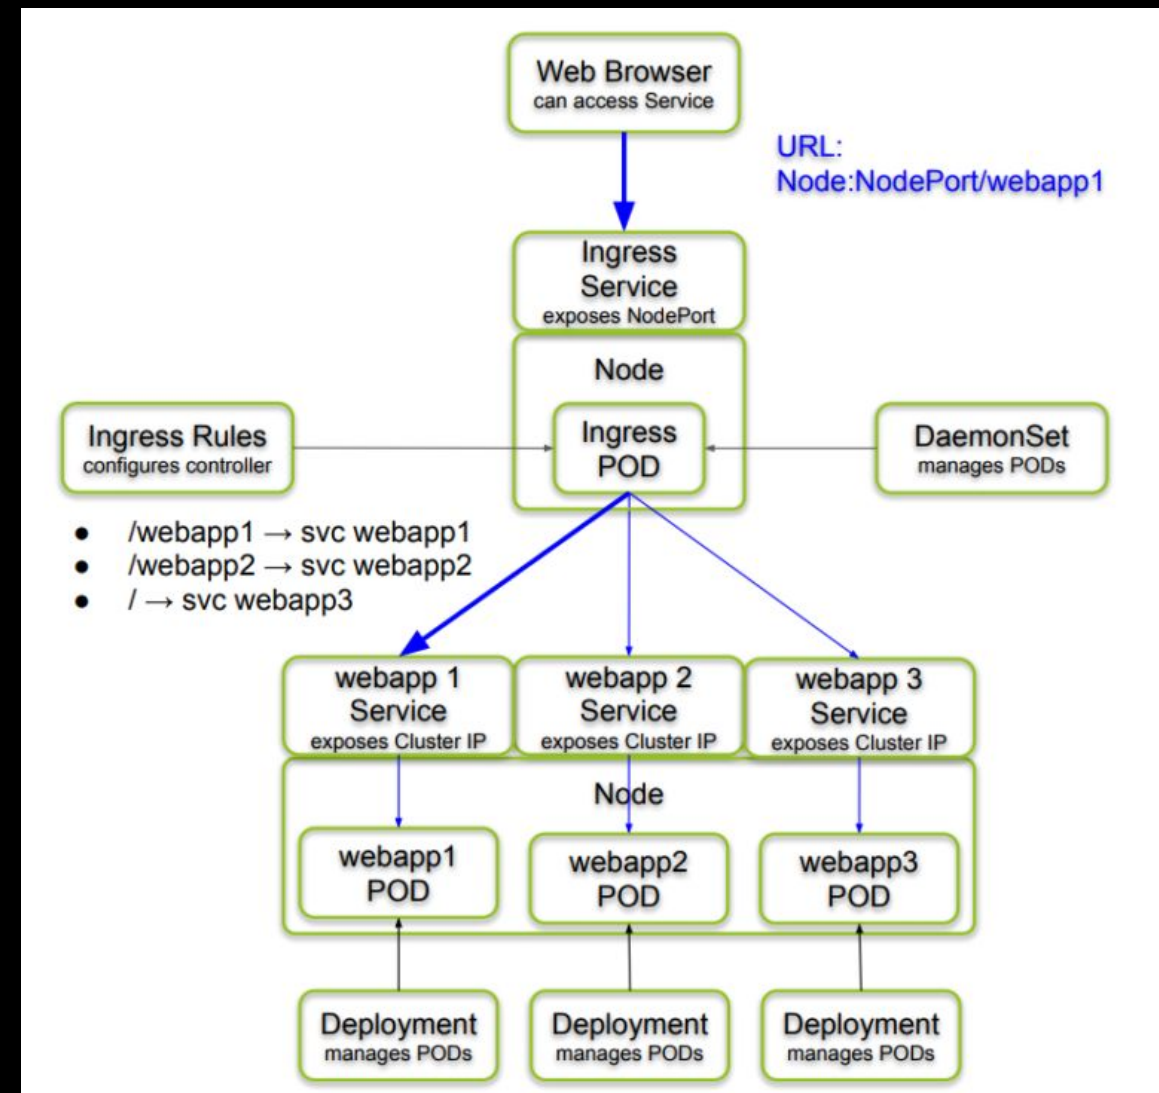 Web Browser
can access Service
URL:
Node:NodePort/webapp1
Ingress
Service
exposes NodePort
Node
Ingress Rules
configures controller
Ingress
POD
DaemonSet
manages PODs
● /webapp1 → svc webapp1
● /webapp2 → svc webapp2
● / → svc webapp3
webapp 1
Service
exposes Cluster IP
webapp 2
Service
exposes Cluster IP
webapp 3
Service
exposes Cluster IP
Node
webapp1
POD
webapp2
POD
webapp3
POD
Deployment
manages PODs
Deployment
manages PODs
Deployment
manages PODs